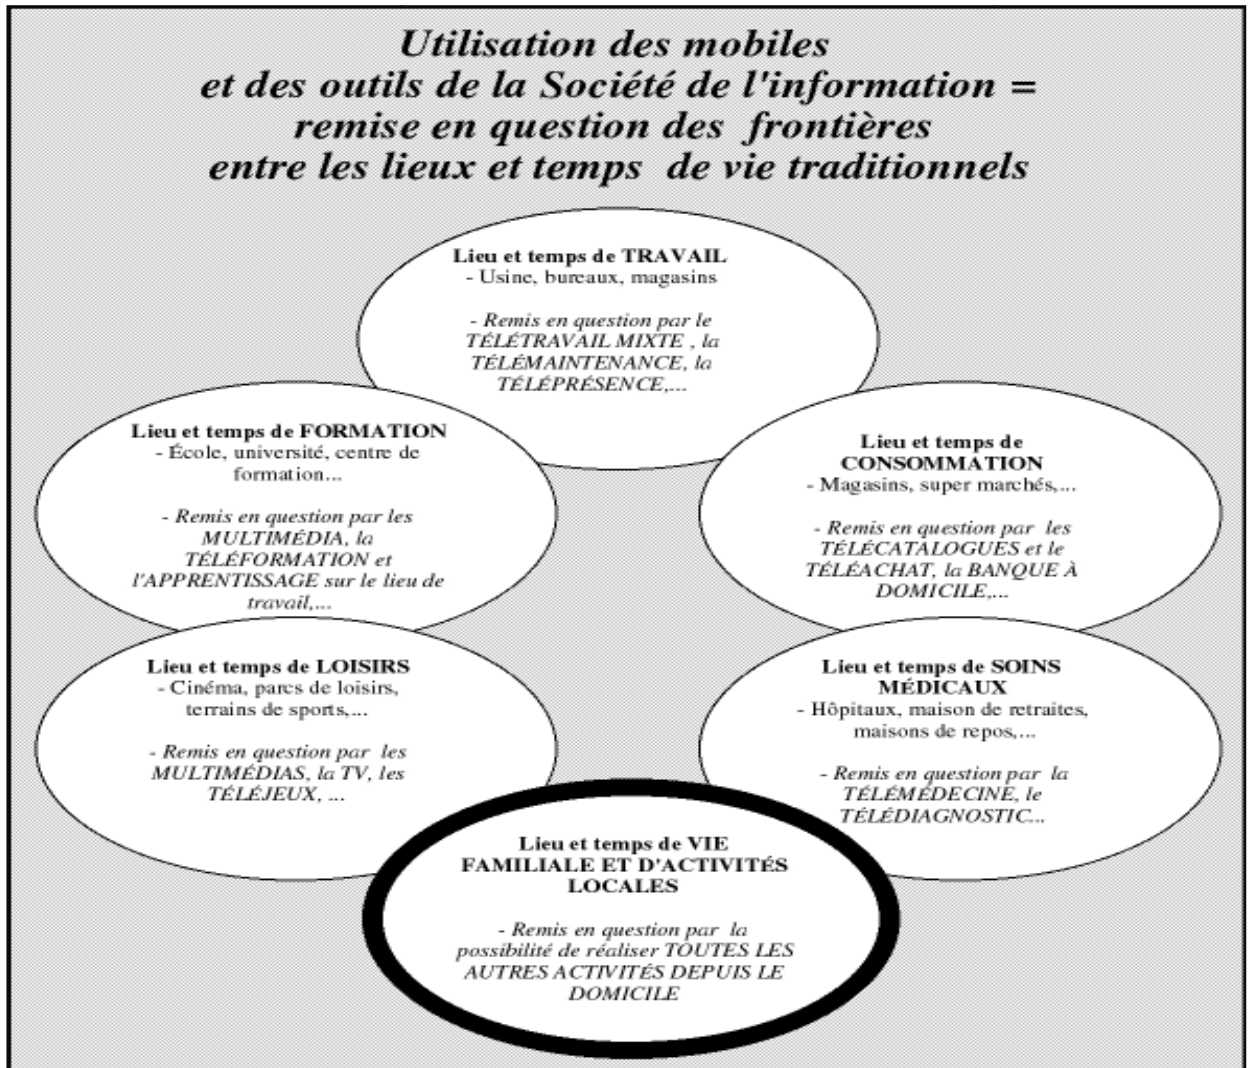 Utilisation des mobiles
et des outils de la Société de l'information =
remise en question des frontières
entre les lieux et temps de vie traditionnels
Lieu et temps de TRAVAIL
- Usine, bureaux, magasins
- Remis en question par le
TÉLÉTRAVAIL MIXTE , la
TÉLÉMAINTENANCE, la
TÉLÉPRÉSENCE,...
Lieu et temps de FORMATION
- École, université, centre de
formation...
- Remis en question par les
MULTIMÉDIA, la
TÉLÉFORMATION et
l'APPRENTISSAGE sur le lieu de
travail,...
Lieu et temps de
CONSOMMATION
- Magasins, super marchés,...
- Remis en question par les
TÉLÉCATALOGUES et le
TÉLÉACHAT, la BANQUE À
DOMICILE,...
Lieu et temps de LOISIRS
- Cinéma, parcs de loisirs,
terrains de sports,...
- Remis en question par les
MULTIMÉDIAS, la TV, les
TÉLÉJEUX, ...
Lieu et temps de SOINS
MÉDICAUX
- Hôpitaux, maison de retraites,
maisons de repos,...
- Remis en question par la
TÉLÉMÉDECINE, le
TÉLÉDIAGNOSTIC...
Lieu et temps de VIE
FAMILIALE ET D'ACTIVITÉS
LOCALES
- Remis en question par la
possibilité de réaliser TOUTES LES
AUTRES ACTIVITÉS DEPUIS LE
DOMICILE